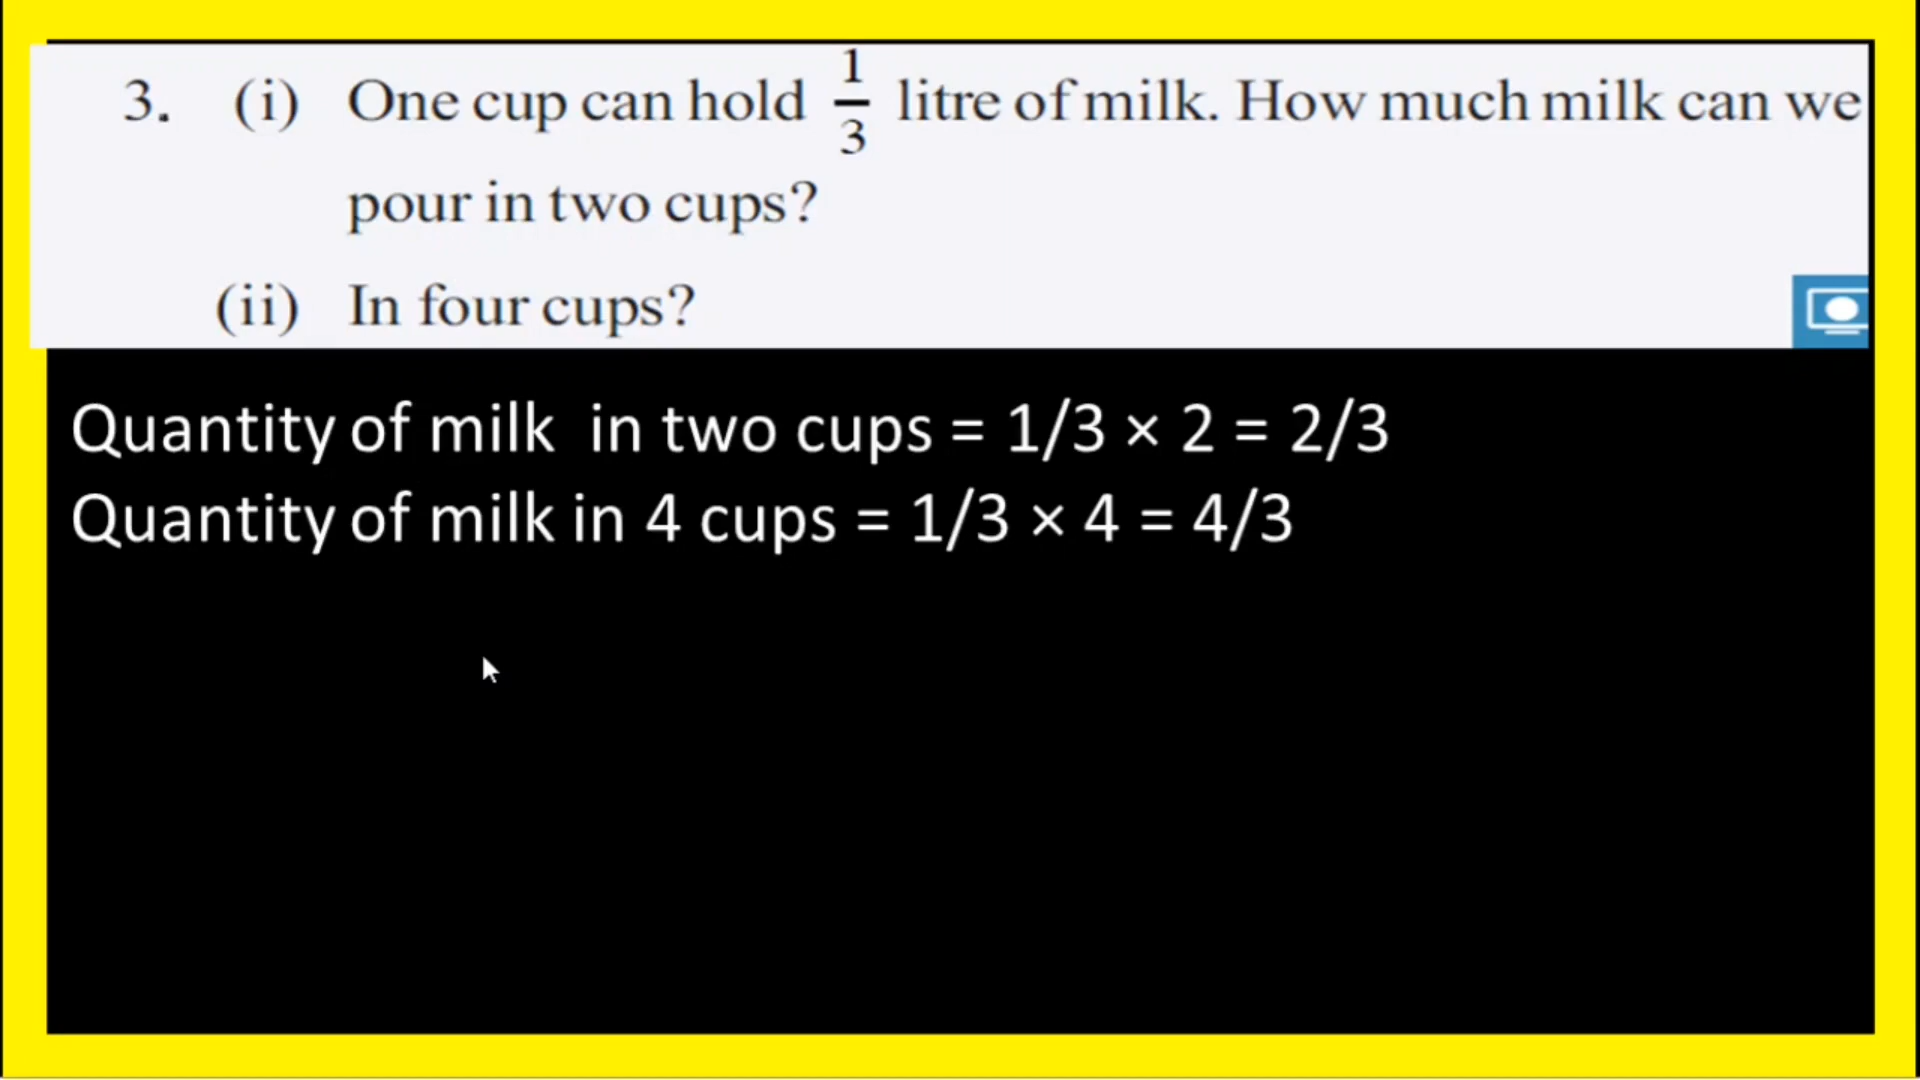 3. (i) One cup can hold 1/3 litre of milk. How much milk can we
pour in two cups?
(ii) In four cups?
Quantity of milk in two cups = 1/3 × 2 = 2/3
Quantity of milk in 4 cups = 1/3 × 4 = 4/3